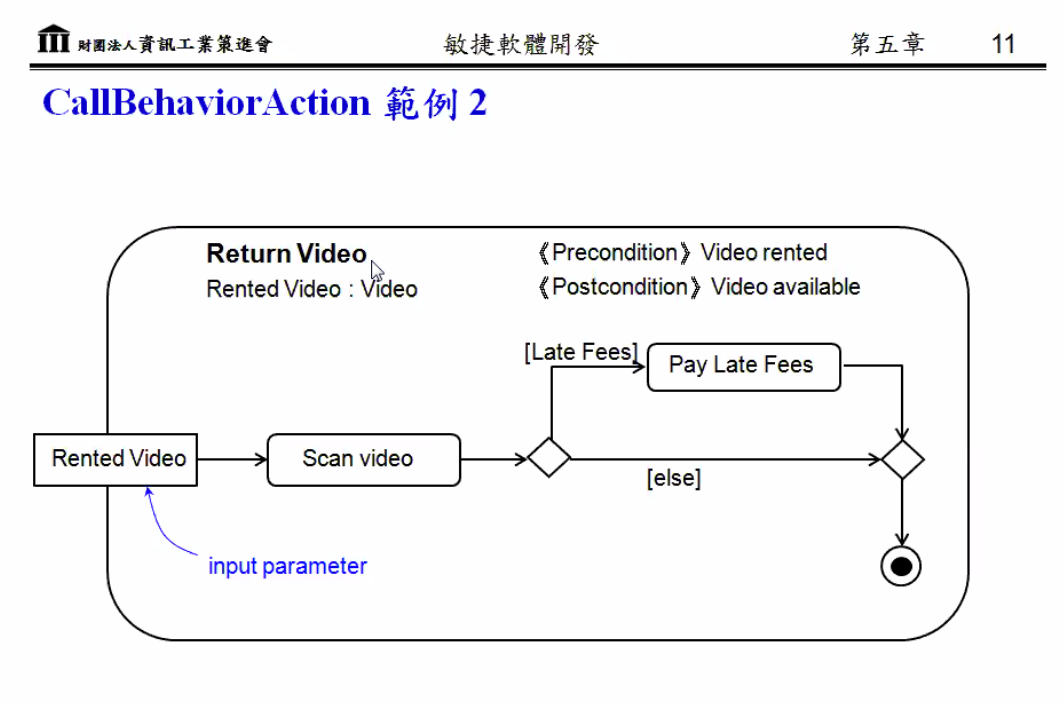 財團法人資訊工業策進會 敏捷軟體開發 第五章 11
CallBehaviorAction 範例 2
Return Video 《Precondition》Video rented
Rented Video : Video 《Postcondition》Video available
[Late Fees] Pay Late Fees
Rented Video Scan video
[else]
input parameter